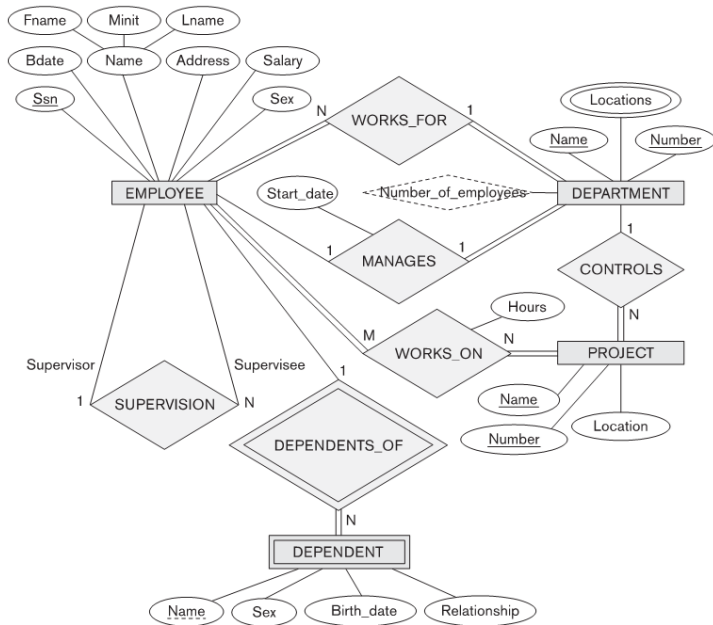 Fname Minit Lname
Bdate Name Address Salary
Ssn Sex
N WORKS_FOR 1
Locations
Name Number
EMPLOYEE Start_date Number_of_employees DEPARTMENT
1 MANAGES 1
1
CONTROLS
N
Hours
M WORKS_ON N PROJECT
Supervisor Supervisee
1 SUPERVISION N
Name
Number Location
1
DEPENDENTS_OF
N
DEPENDENT
Name Sex Birth_date Relationship